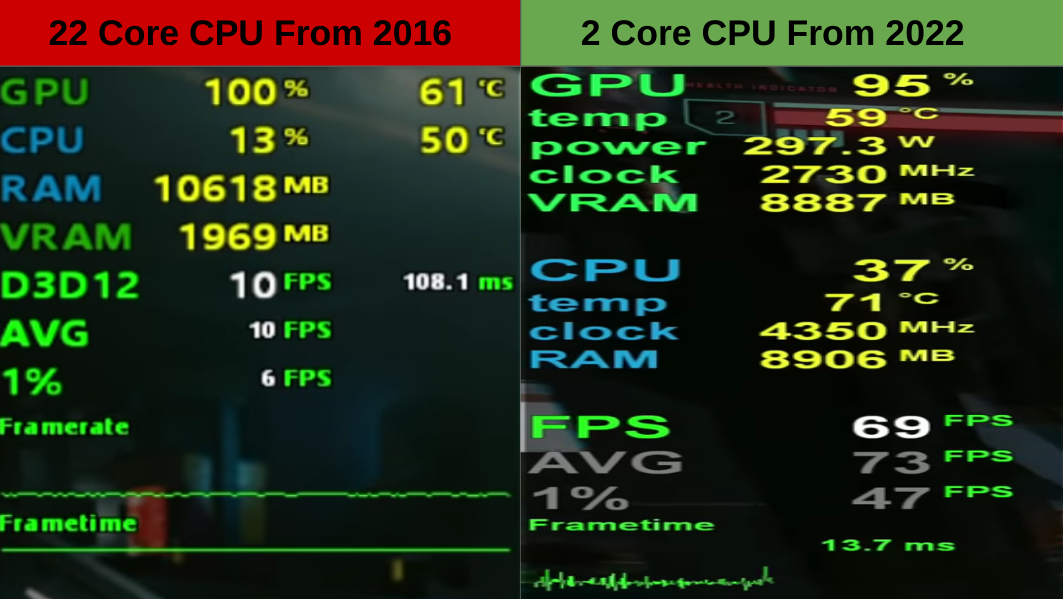 22 Core CPU From 2016
GPU 100 % 61 °C
CPU 13 % 50 °C
RAM 10618 MB
VRAM 1969 MB
D3D12 10 FPS 108.1 ms
AVG 10 FPS
1% 6 FPS
Framerate
Frametime
2 Core CPU From 2022
HEALTH INDICATOR
2
GPU 95 %
temp 59 °C
power 297.3 W
clock 2730 MHz
VRAM 8887 MB
CPU 37 %
temp 71 °C
clock 4350 MHz
RAM 8906 MB
FPS 69 FPS
AVG 73 FPS
1% 47 FPS
Frametime
13.7 ms